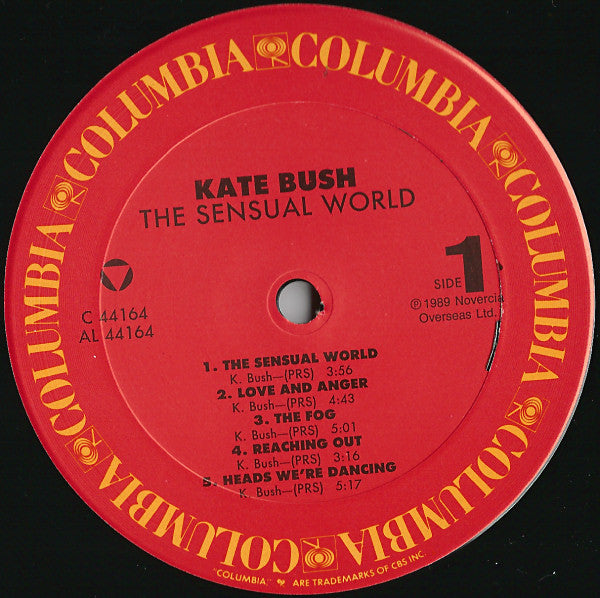 COLUMBIA COLUMBIA COLUMBIA COLUMBIA COLUMBIA COLUMBIA
KATE BUSH
THE SENSUAL WORLD
C 44164
AL 44164
SIDE 1
℗ 1989 Novercia
Overseas Ltd.
1. THE SENSUAL WORLD
K. Bush—(PRS) 3:56
2. LOVE AND ANGER
K. Bush—(PRS) 4:43
3. THE FOG
K. Bush—(PRS) 5:01
4. REACHING OUT
K. Bush—(PRS) 3:16
5. HEADS WE'RE DANCING
K. Bush—(PRS) 5:17
"COLUMBIA," ARE TRADEMARKS OF CBS INC.